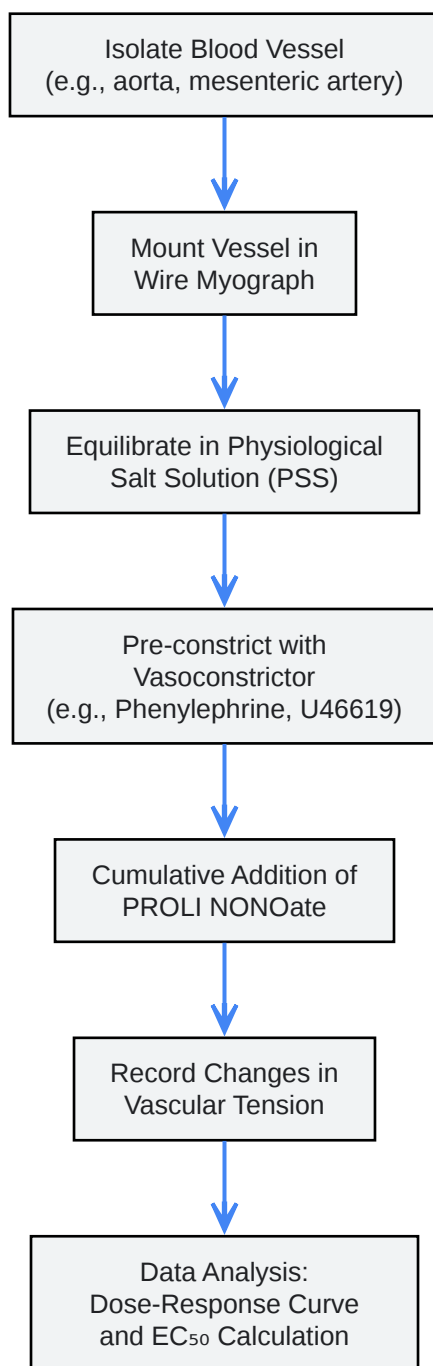 Isolate Blood Vessel
(e.g., aorta, mesenteric artery)
Mount Vessel in
Wire Myograph
Equilibrate in Physiological
Salt Solution (PSS)
Pre-constrict with
Vasoconstrictor
(e.g., Phenylephrine, U46619)
Cumulative Addition of
PROLI NONOate
Record Changes in
Vascular Tension
Data Analysis:
Dose-Response Curve
and EC₅₀ Calculation